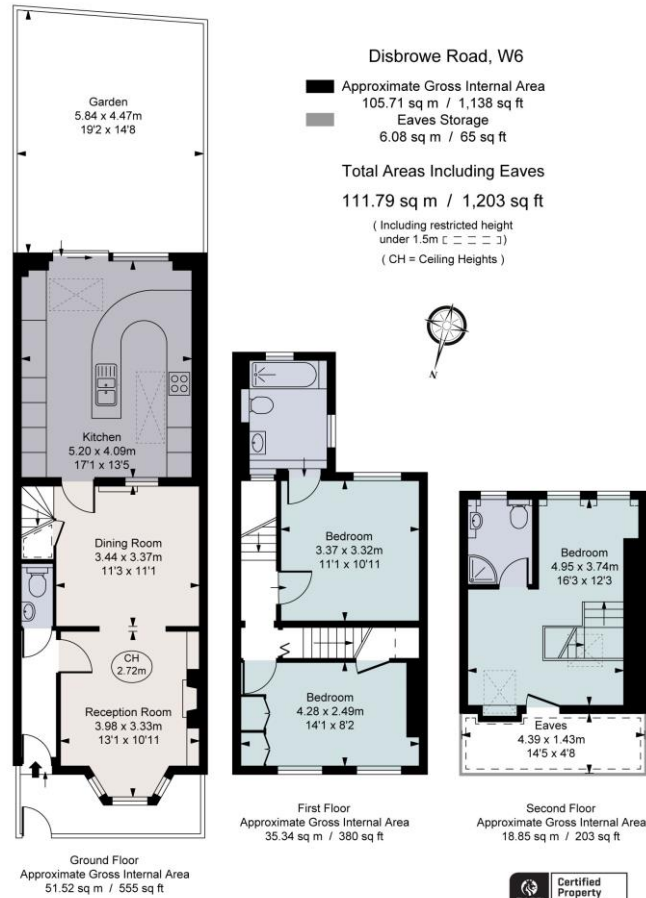 Disbrowe Road, W6
Approximate Gross Internal Area
105.71 sq m / 1,138 sq ft
Eaves Storage
6.08 sq m / 65 sq ft
Total Areas Including Eaves
111.79 sq m / 1,203 sq ft
( Including restricted height
under 1.5m )
( CH = Ceiling Heights )
N
Garden
5.84 x 4.47m
19'2 x 14'8
Kitchen
5.20 x 4.09m
17'1 x 13'5
Dining Room
3.44 x 3.37m
11'3 x 11'1
CH
2.72m
Reception Room
3.98 x 3.33m
13'1 x 10'11
Ground Floor
Approximate Gross Internal Area
51.52 sq m / 555 sq ft
Bedroom
3.37 x 3.32m
11'1 x 10'11
Bedroom
4.28 x 2.49m
14'1 x 8'2
First Floor
Approximate Gross Internal Area
35.34 sq m / 380 sq ft
Bedroom
4.95 x 3.74m
16'3 x 12'3
Eaves
4.39 x 1.43m
14'5 x 4'8
Second Floor
Approximate Gross Internal Area
18.85 sq m / 203 sq ft
Certified
Property